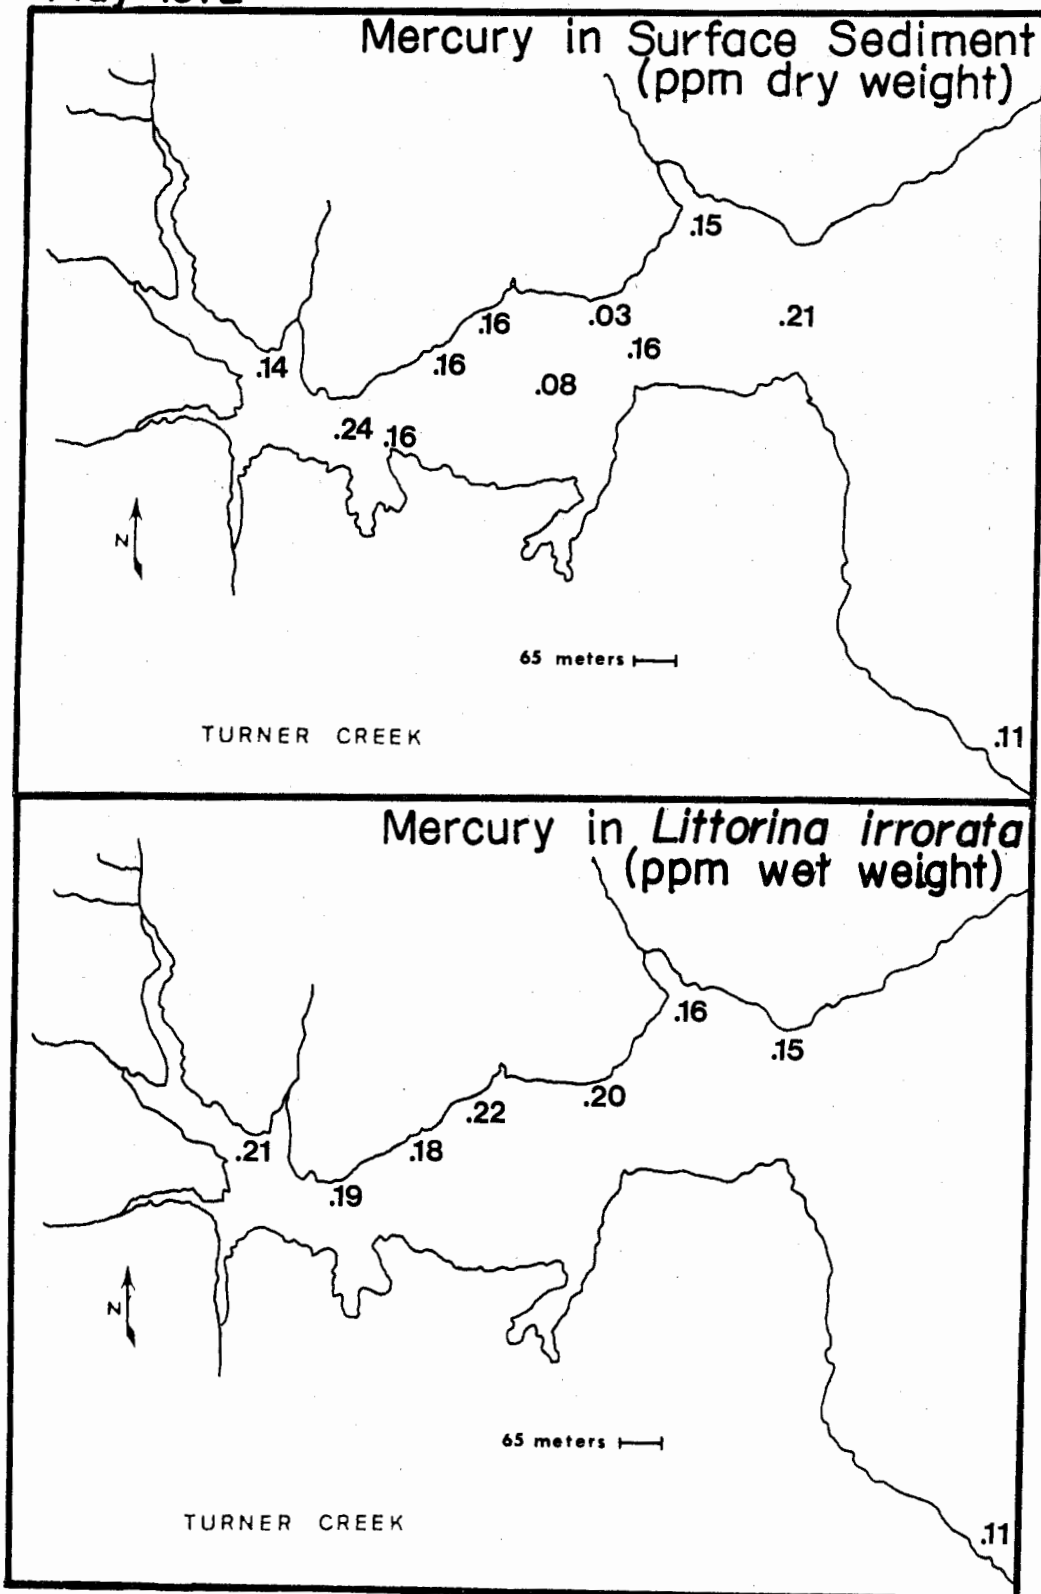 Mercury in Surface Sediment
(ppm dry weight)
.15
.21
.16
.03
.16
.16
.14
.08
.24
.16
N
65 meters
TURNER CREEK
.11
Mercury in Littorina irrorata
(ppm wet weight)
.16
.15
.20
.22
.21
.18
.19
N
65 meters
TURNER CREEK
.11